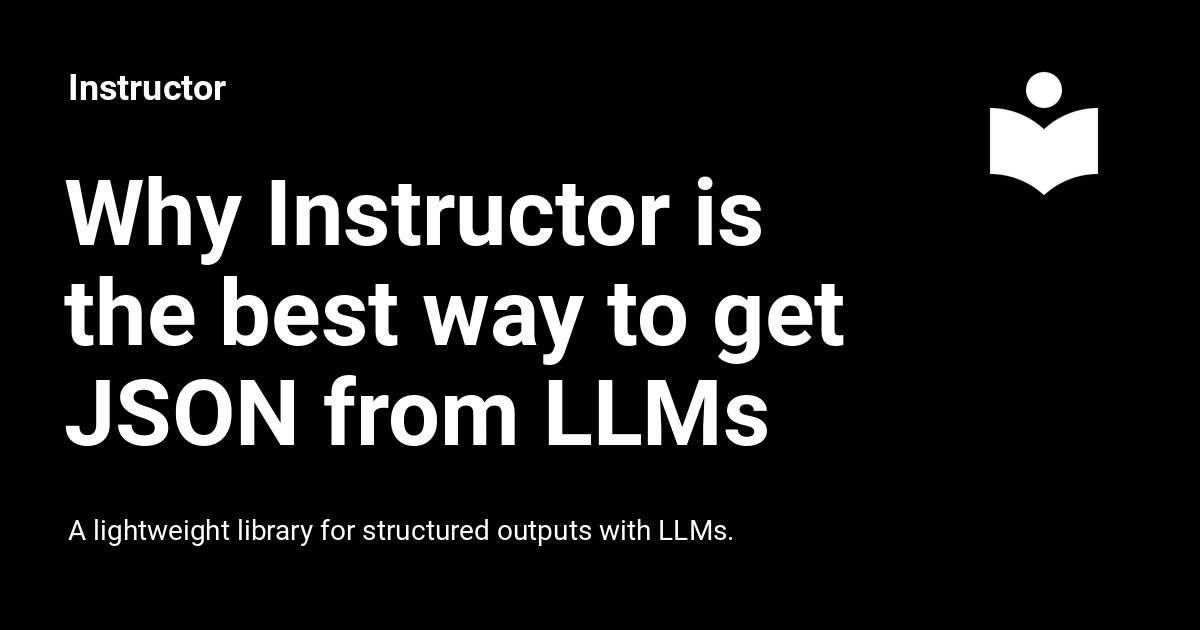 Instructor
Why Instructor is
the best way to get
JSON from LLMs
A lightweight library for structured outputs with LLMs.